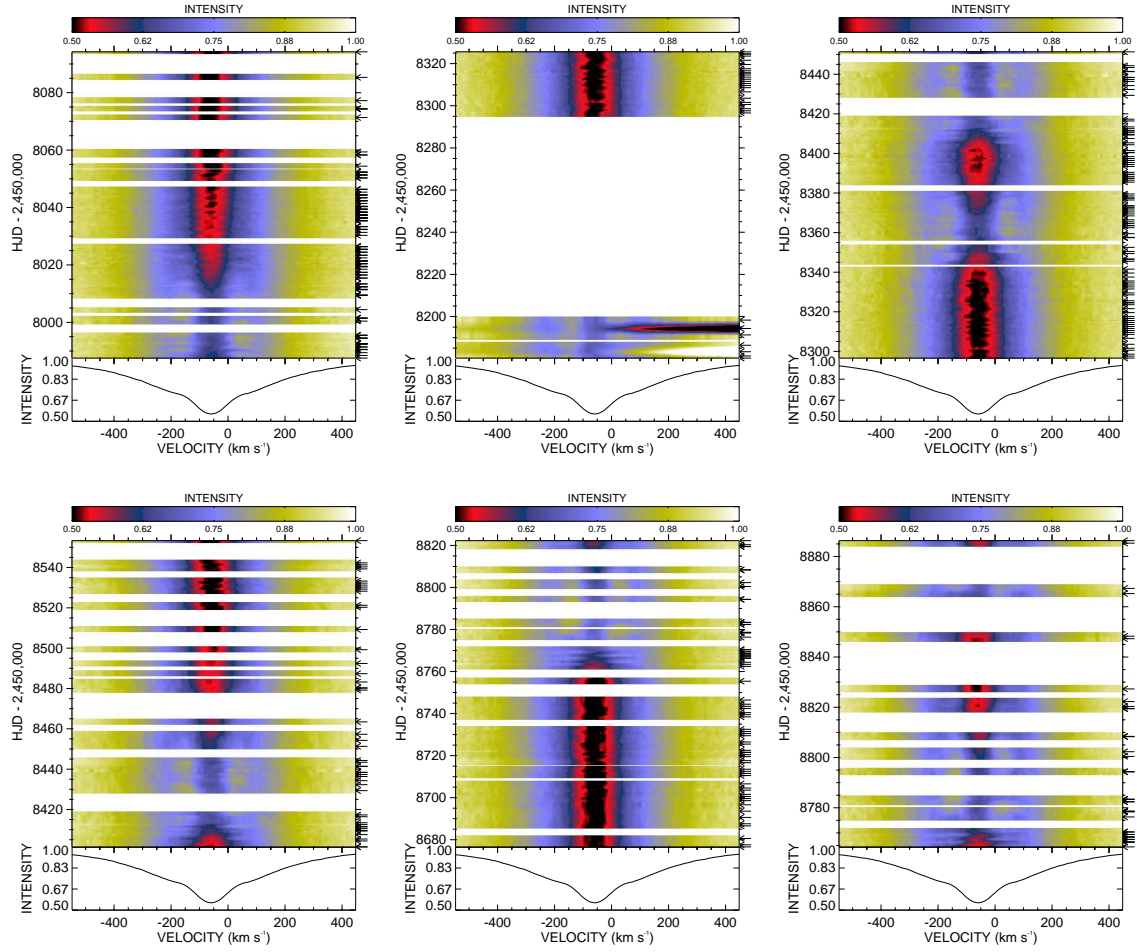 INTENSITY INTENSITY INTENSITY
0.50 0.62 0.75 0.88 1.00 0.50 0.62 0.75 0.88 1.00 0.50 0.62 0.75 0.88 1.00
HJD - 2,450,000
8080
8060
8040
8020
8000
HJD - 2,450,000
8320
8300
8280
8260
8240
8220
8200
HJD - 2,450,000
8440
8420
8400
8380
8360
8340
8320
8300
INTENSITY
1.00
0.83
0.67
0.50
-400 -200 0 200 400
VELOCITY (km s⁻¹)
INTENSITY
1.00
0.83
0.67
0.50
-400 -200 0 200 400
VELOCITY (km s⁻¹)
INTENSITY
1.00
0.83
0.67
0.50
-400 -200 0 200 400
VELOCITY (km s⁻¹)
INTENSITY INTENSITY INTENSITY
0.50 0.62 0.75 0.88 1.00 0.50 0.62 0.75 0.88 1.00 0.50 0.62 0.75 0.88 1.00
HJD - 2,450,000
8540
8520
8500
8480
8460
8440
8420
HJD - 2,450,000
8820
8800
8780
8760
8740
8720
8700
8680
HJD - 2,450,000
8880
8860
8840
8820
8800
8780
INTENSITY
1.00
0.83
0.67
0.50
-400 -200 0 200 400
VELOCITY (km s⁻¹)
INTENSITY
1.00
0.83
0.67
0.50
-400 -200 0 200 400
VELOCITY (km s⁻¹)
INTENSITY
1.00
0.83
0.67
0.50
-400 -200 0 200 400
VELOCITY (km s⁻¹)